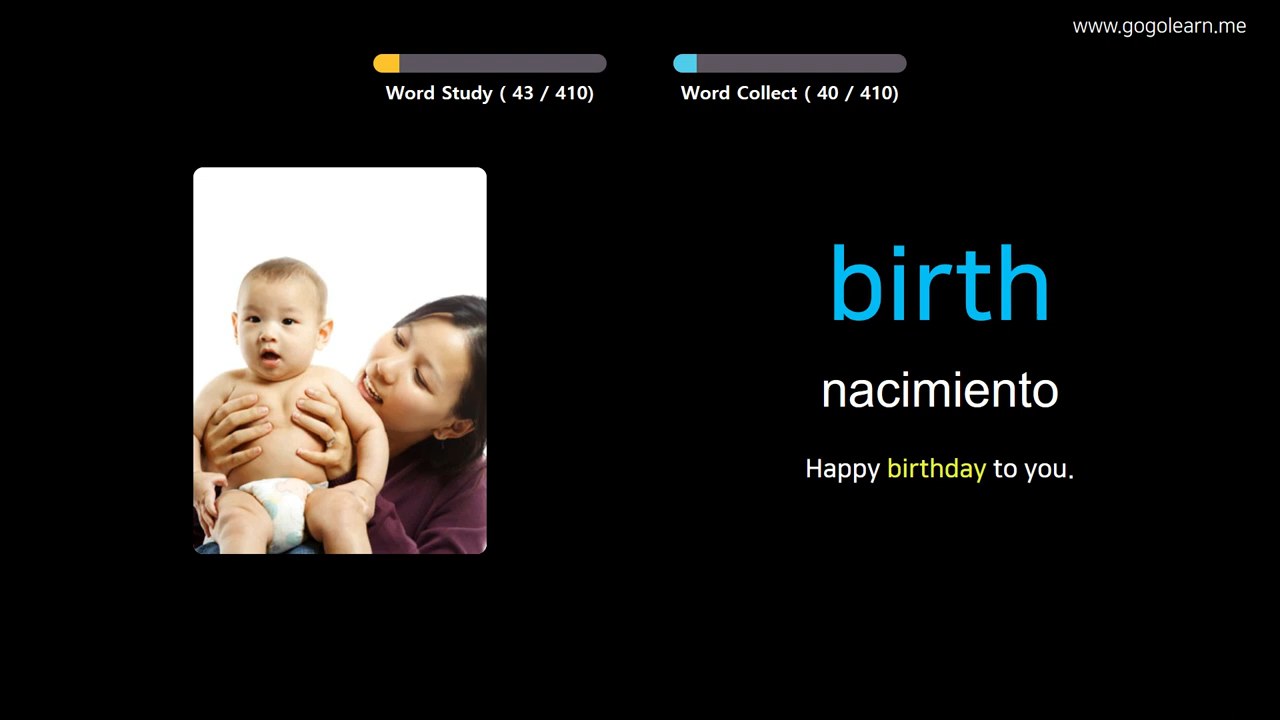 www.gogolearn.me
Word Study ( 43 / 410)
Word Collect ( 40 / 410)
birth
nacimiento
Happy birthday to you.